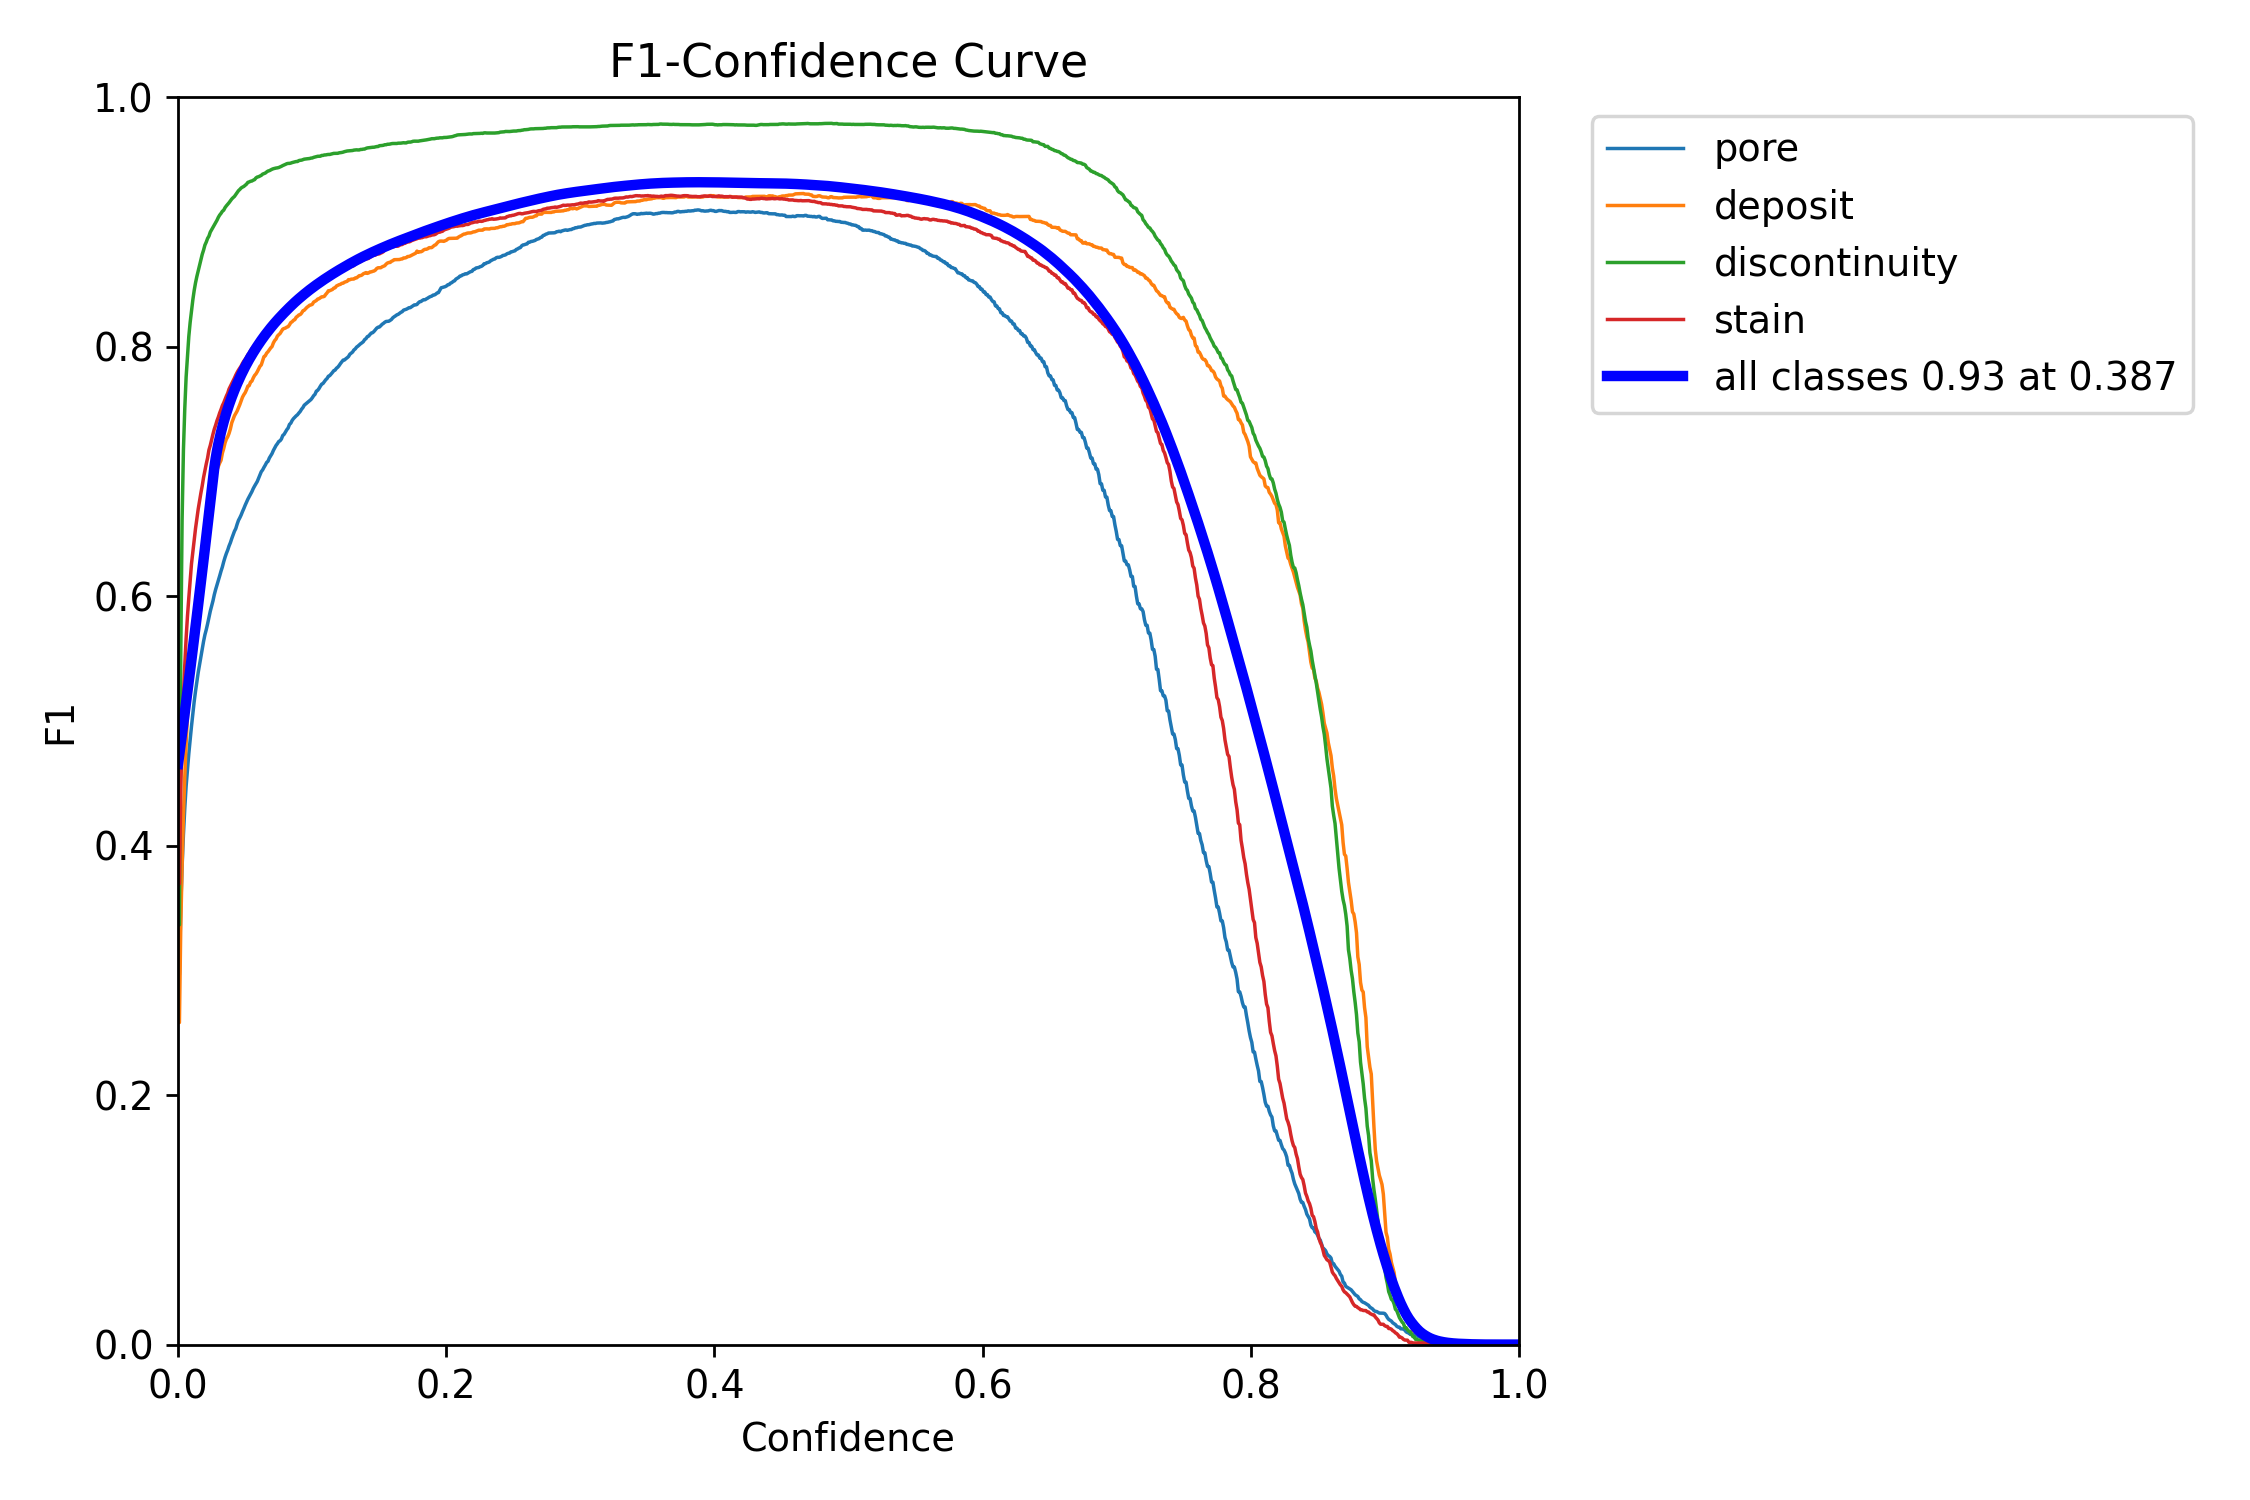 F1-Confidence Curve
1.0
0.8
0.6
0.4
0.2
0.0
F1
0.0 0.2 0.4 0.6 0.8 1.0
Confidence
pore
deposit
discontinuity
stain
all classes 0.93 at 0.387